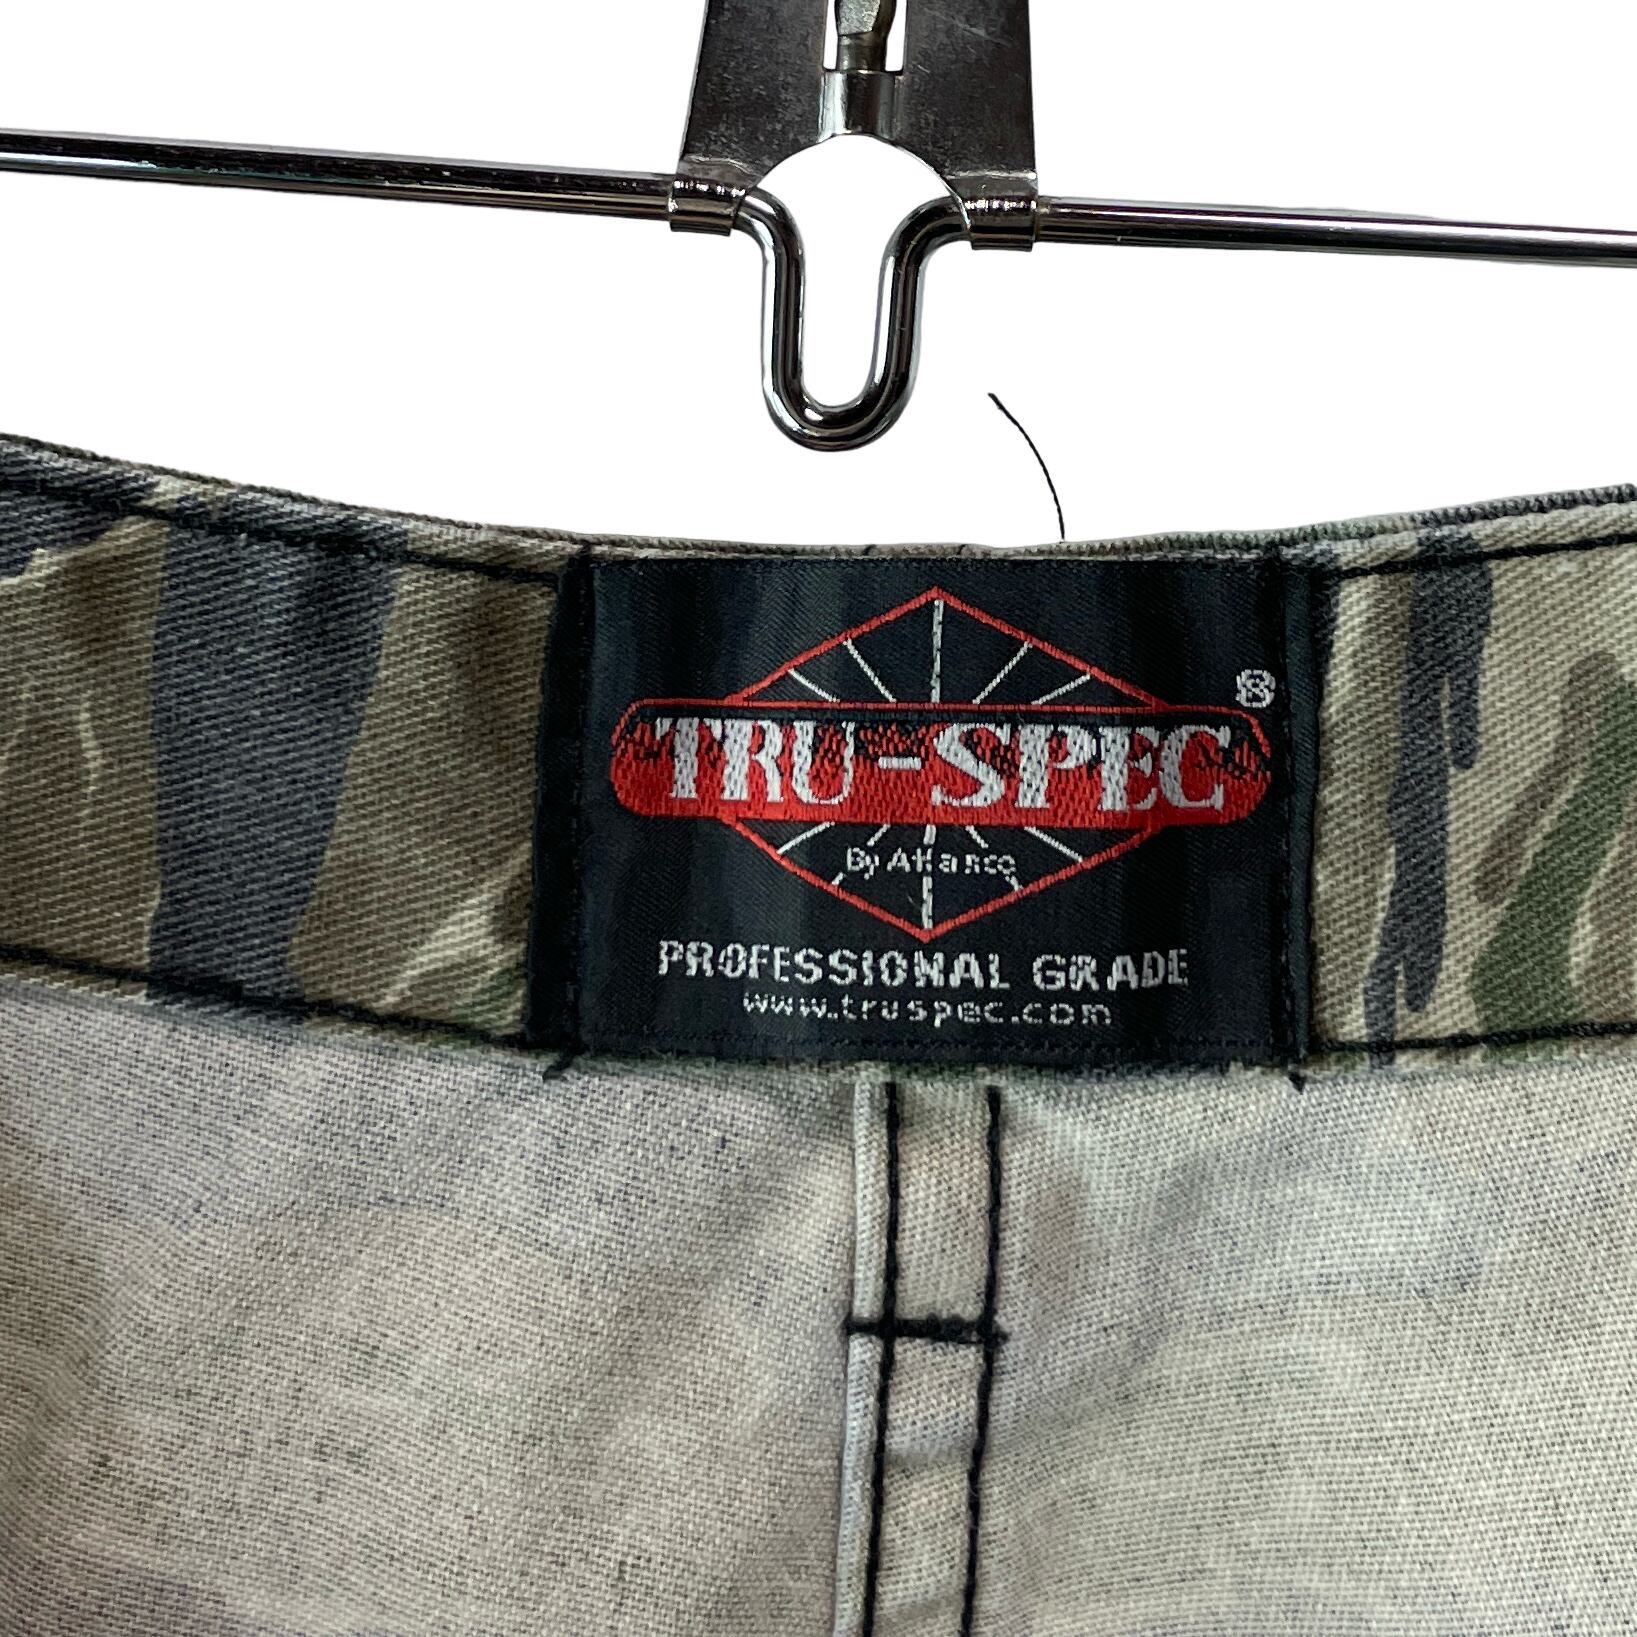 TRU-SPEC®
By Atlanco
PROFESSIONAL GRADE
www.truspec.com